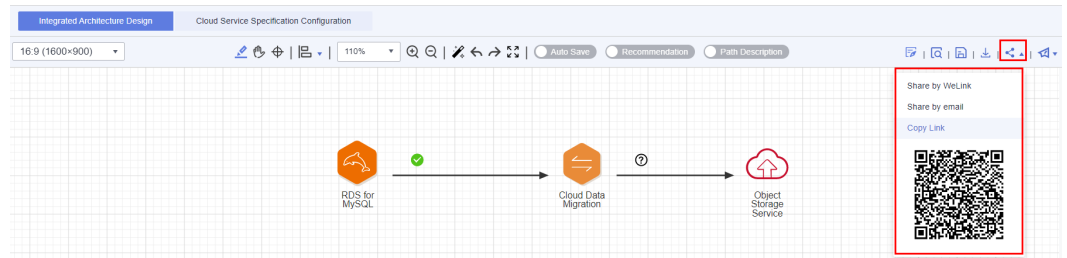 Integrated Architecture Design
Cloud Service Specification Configuration
16:9 (1600×900)
110%
Auto Save
Recommendation
Path Description
Share by WeLink
Share by email
Copy Link
RDS for
MySQL
Cloud Data
Migration
Object
Storage
Service